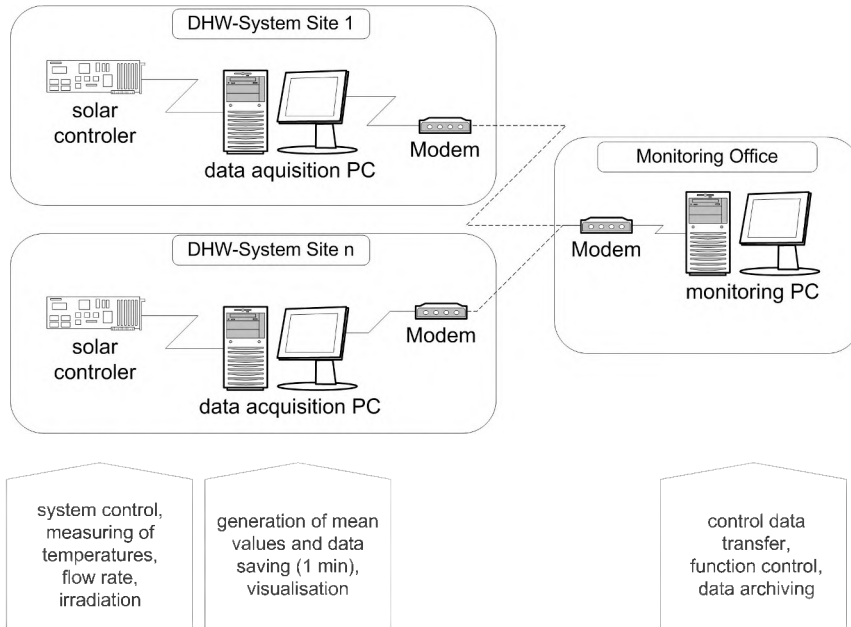 DHW-System Site 1
solar
controler
data aquisition PC
Modem
Monitoring Office
Modem
monitoring PC
DHW-System Site n
solar
controler
data acquisition PC
Modem
system control,
measuring of
temperatures,
flow rate,
irradiation
generation of mean
values and data
saving (1 min),
visualisation
control data
transfer,
function control,
data archiving